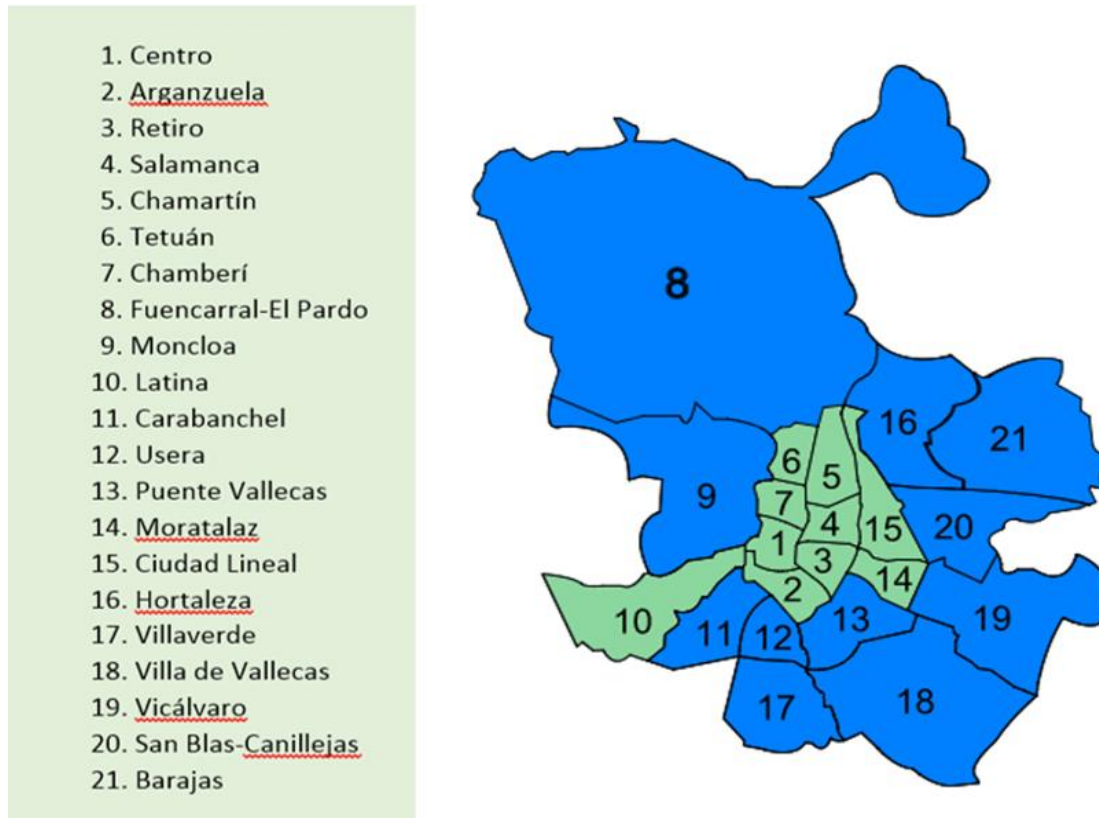 1. Centro
2. Arganzuela
3. Retiro
4. Salamanca
5. Chamartín
6. Tetuán
7. Chamberí
8. Fuencarral-El Pardo
9. Moncloa
10. Latina
11. Carabanchel
12. Usera
13. Puente Vallecas
14. Moratalaz
15. Ciudad Lineal
16. Hortaleza
17. Villaverde
18. Villa de Vallecas
19. Vicálvaro
20. San Blas-Canillejas
21. Barajas
8
16
21
6
5
9
7
4
15
20
1
3
14
2
10
13
19
11
12
18
17